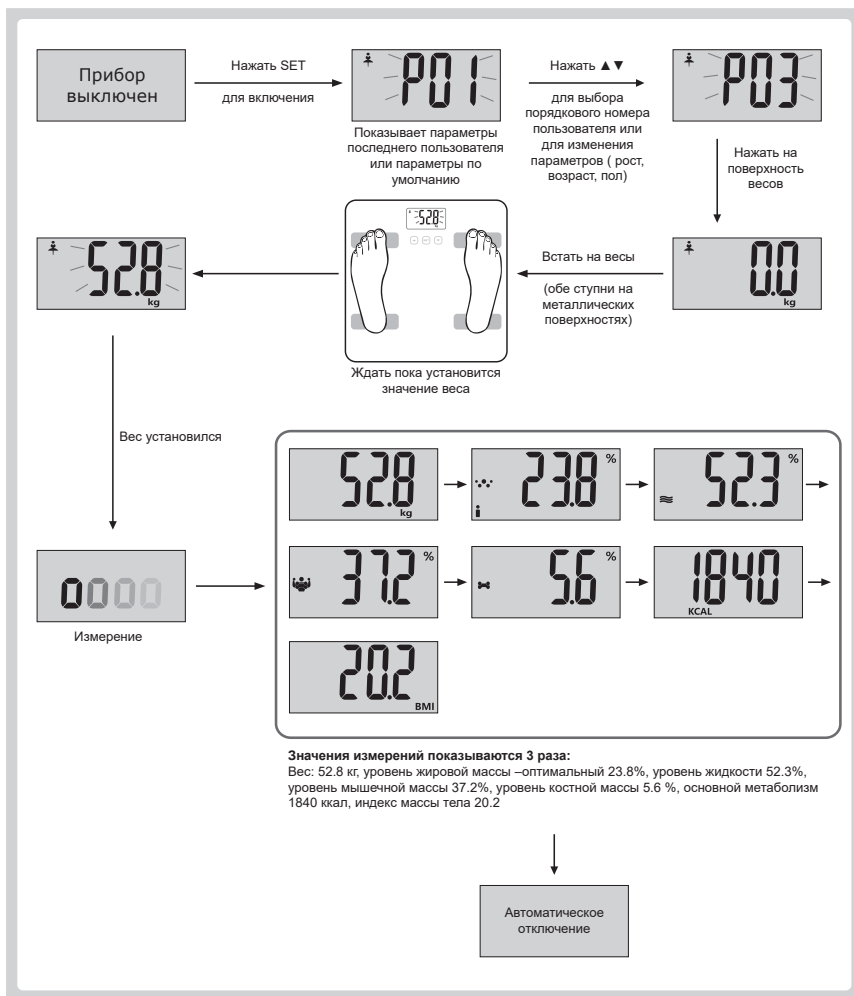 Прибор
выключен
Нажать SET
для включения
P01
Показывает параметры
последнего пользователя
или параметры по
умолчанию
Нажать ▲▼
для выбора
порядкового номера
пользователя или
для изменения
параметров ( рост,
возраст, пол)
P03
Нажать на
поверхность
весов
0.0
kg
Встать на весы
(обе ступни на
металлических
поверхностях)
52.8
Ждать пока установится
значение веса
52.8
kg
Вес установился
Измерение
52.8
kg
23.8 %
52.3 %
37.2 %
5.6 %
1840
KCAL
20.2
BMI
Значения измерений показываются 3 раза:
Вес: 52.8 кг, уровень жировой массы –оптимальный 23.8%, уровень жидкости 52.3%,
уровень мышечной массы 37.2%, уровень костной массы 5.6 %, основной метаболизм
1840 ккал, индекс массы тела 20.2
Автоматическое
отключение